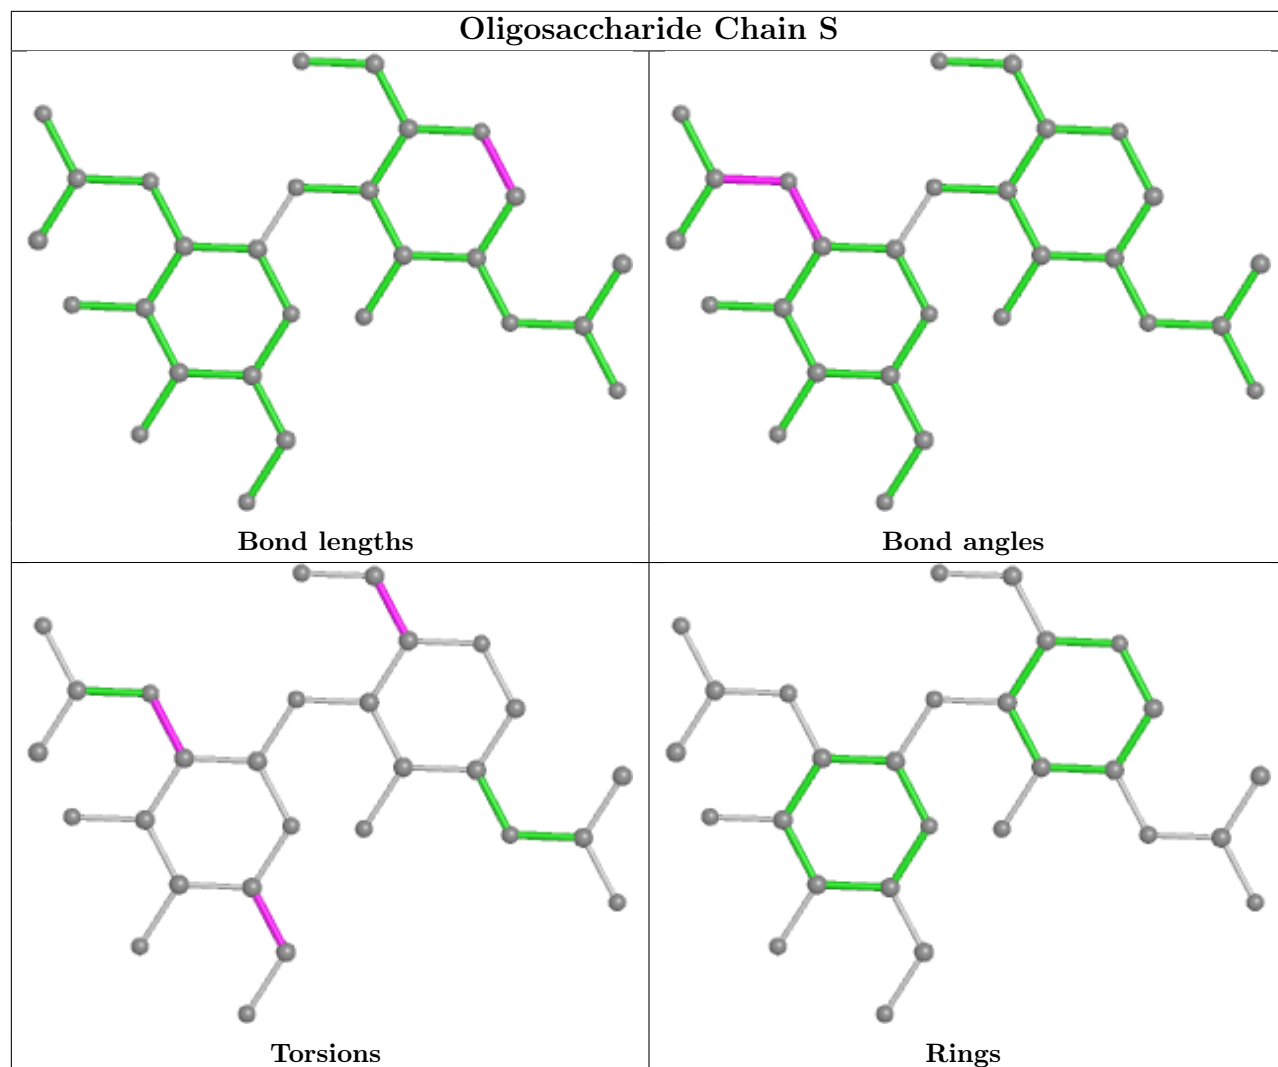 Oligosaccharide Chain S
Bond lengths
Bond angles
Torsions
Rings